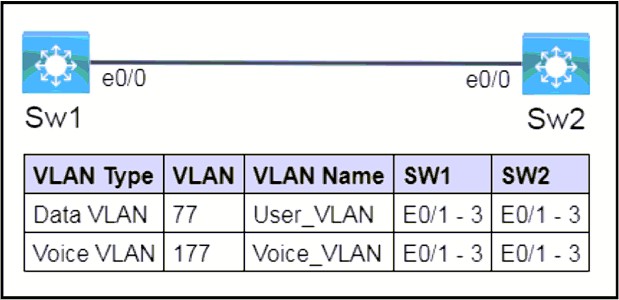 e0/0 e0/0
Sw1 Sw2
VLAN Type VLAN VLAN Name SW1 SW2
Data VLAN 77 User_VLAN E0/1 - 3 E0/1 - 3
Voice VLAN 177 Voice_VLAN E0/1 - 3 E0/1 - 3